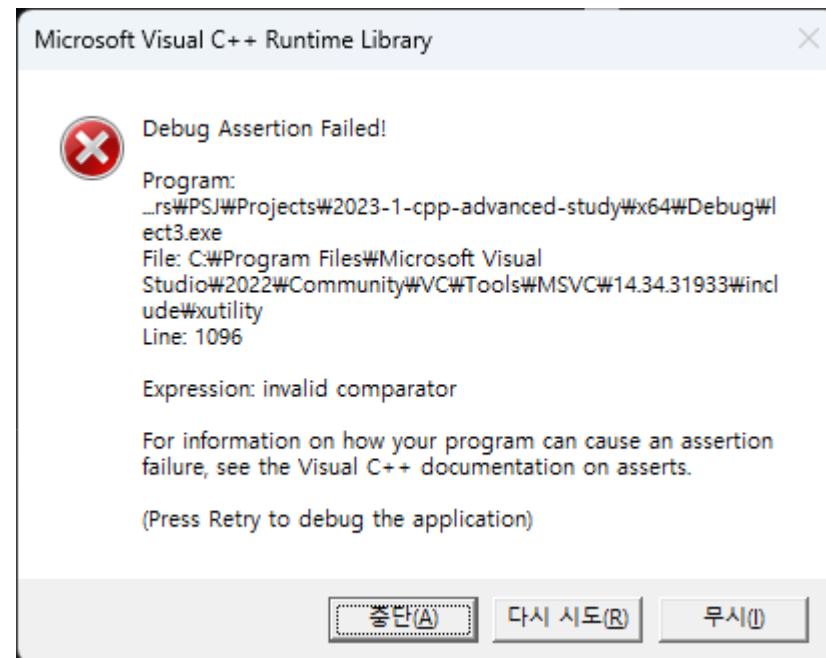 Microsoft Visual C++ Runtime Library
Debug Assertion Failed!
Program:
...rs₩PSJ₩Projects₩2023-1-cpp-advanced-study₩x64₩Debug₩l
ect3.exe
File: C:₩Program Files₩Microsoft Visual
Studio₩2022₩Community₩VC₩Tools₩MSVC₩14.34.31933₩incl
ude₩xutility
Line: 1096
Expression: invalid comparator
For information on how your program can cause an assertion
failure, see the Visual C++ documentation on asserts.
(Press Retry to debug the application)
중단(A) 다시 시도(R) 무시(I)